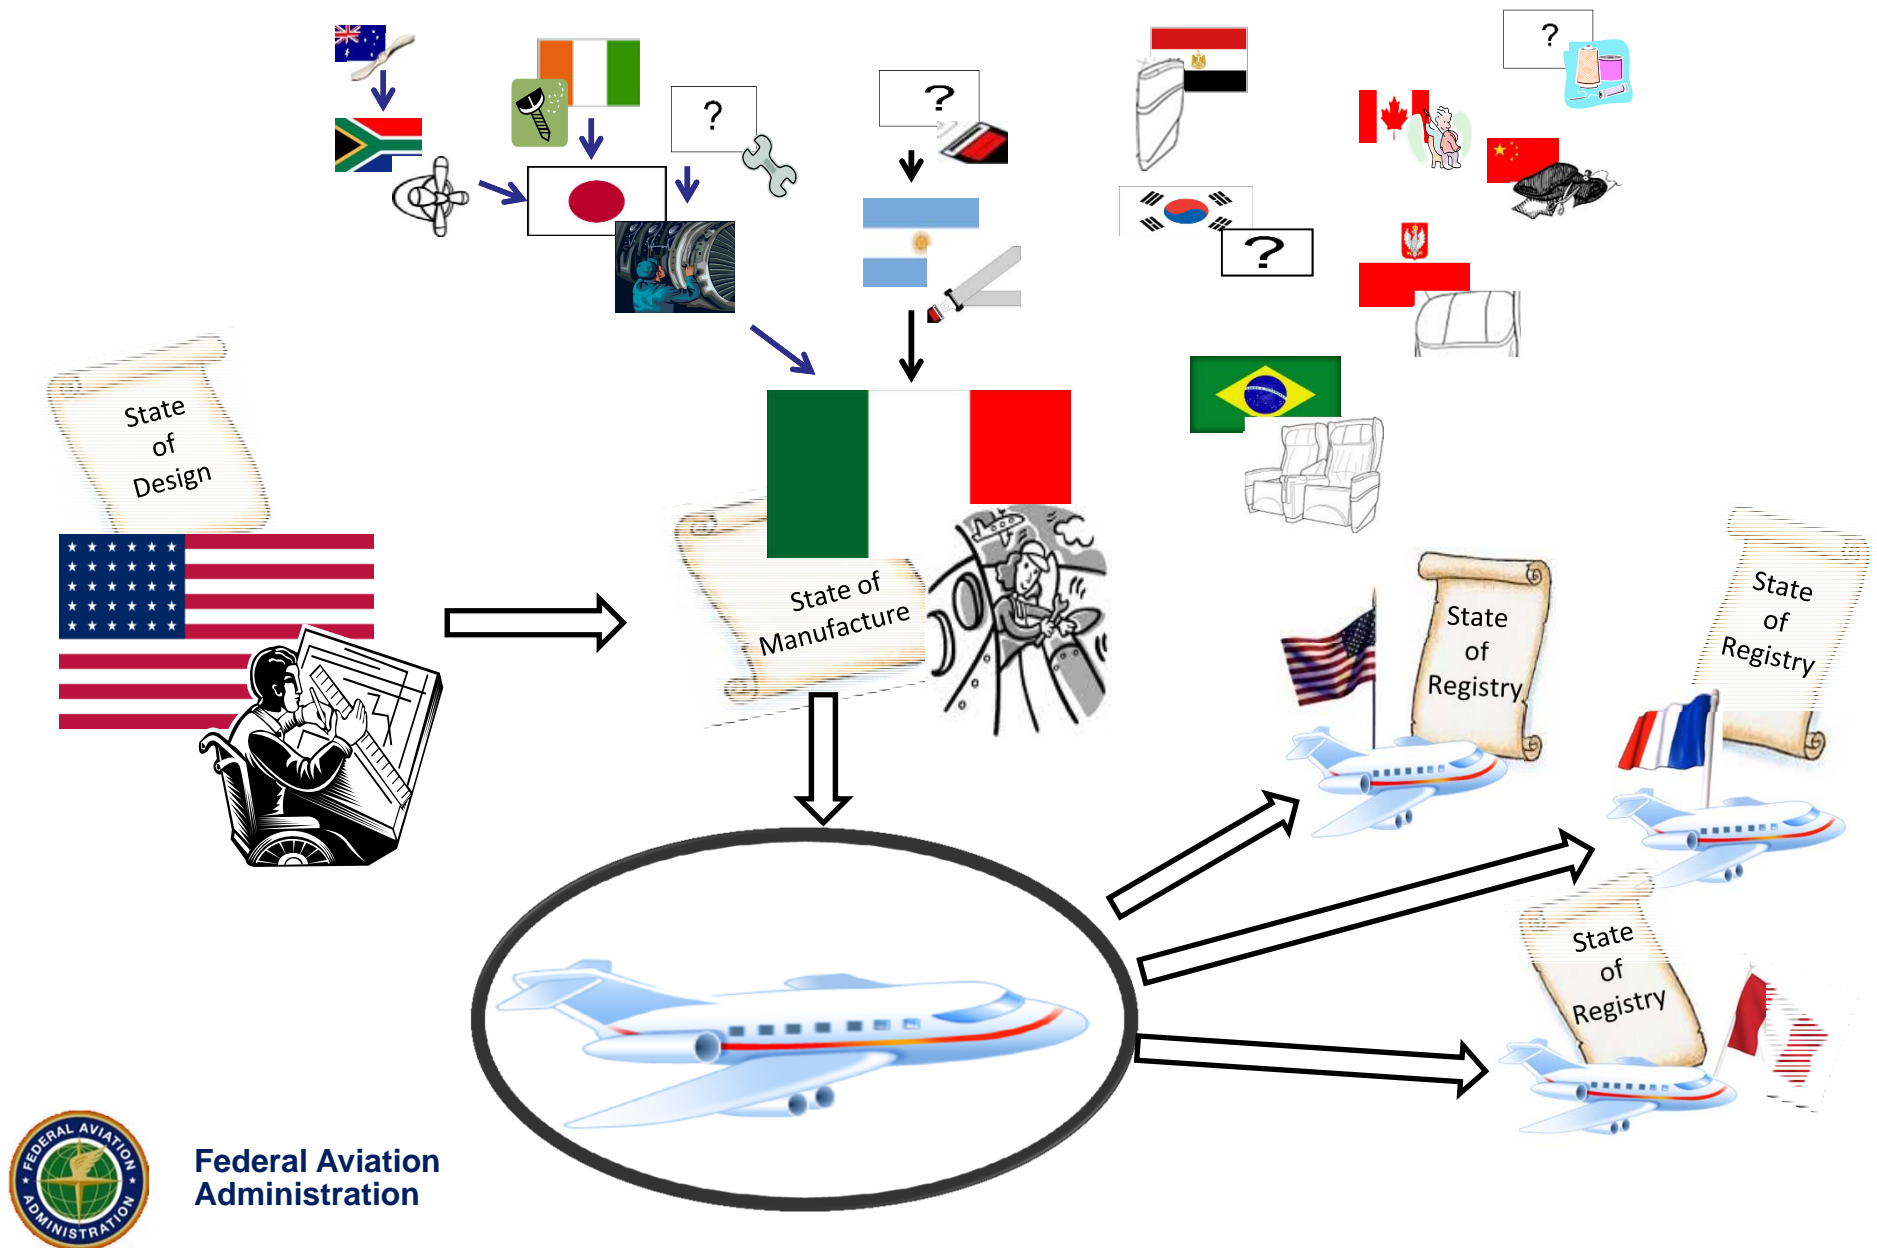 ?
?
?
?
State
of
Design
State of
Manufacture
State
of
Registry
State
of
Registry
State
of
Registry
FEDERAL AVIATION
ADMINISTRATION
Federal Aviation
Administration